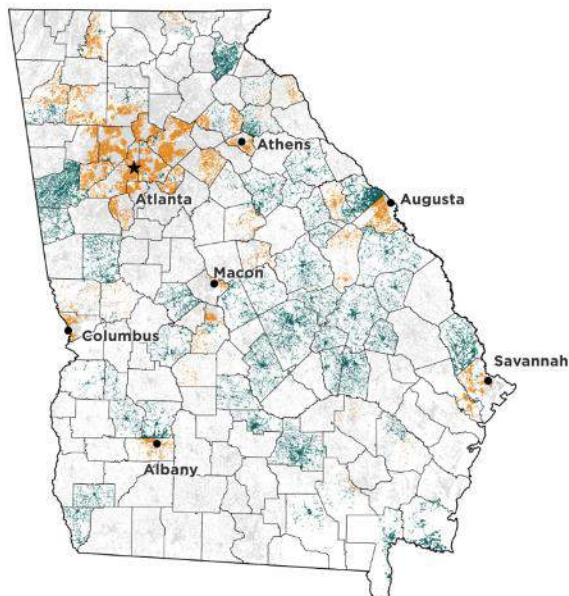 Athens
Atlanta
Augusta
Macon
Columbus
Savannah
Albany